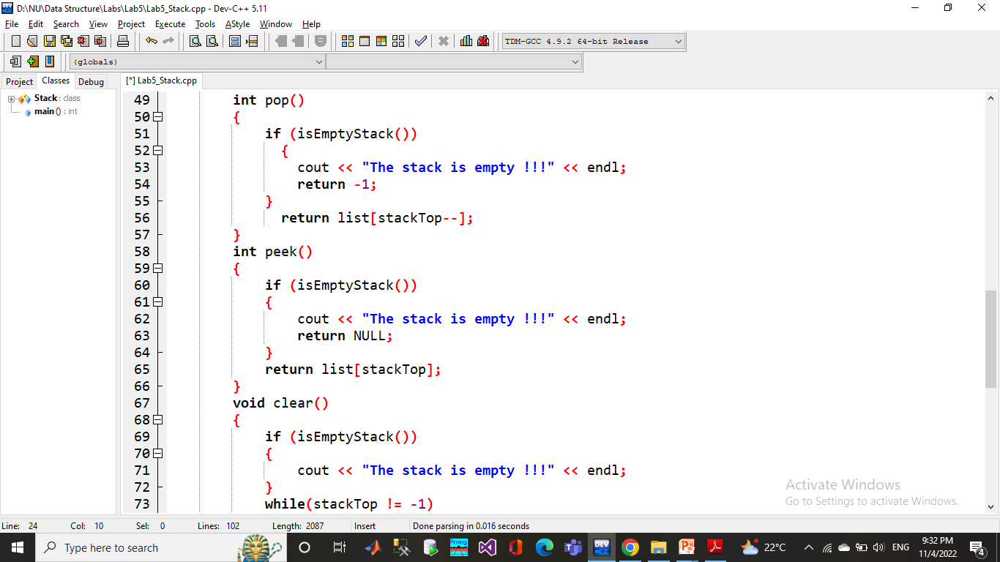 D:\NU\Data Structure\Labs\Lab5\Lab5_Stack.cpp - Dev-C++ 5.11
File Edit Search View Project Execute Tools AStyle Window Help
TDM-GCC 4.9.2 64-bit Release
(globals)
Project Classes Debug
[*] Lab5_Stack.cpp
Stack : class
main () : int
49 int pop()
50 {
51 if (isEmptyStack())
52 {
53 cout << "The stack is empty !!!" << endl;
54 return -1;
55 }
56 return list[stackTop--];
57 }
58 int peek()
59 {
60 if (isEmptyStack())
61 {
62 cout << "The stack is empty !!!" << endl;
63 return NULL;
64 }
65 return list[stackTop];
66 }
67 void clear()
68 {
69 if (isEmptyStack())
70 {
71 cout << "The stack is empty !!!" << endl;
72 }
73 while(stackTop != -1)
Activate Windows
Go to Settings to activate Windows.
Line: 24 Col: 10 Sel: 0 Lines: 102 Length: 2087 Insert Done parsing in 0.016 seconds
Type here to search
Prolog
DEV
22°C
ENG
9:32 PM
11/4/2022
4